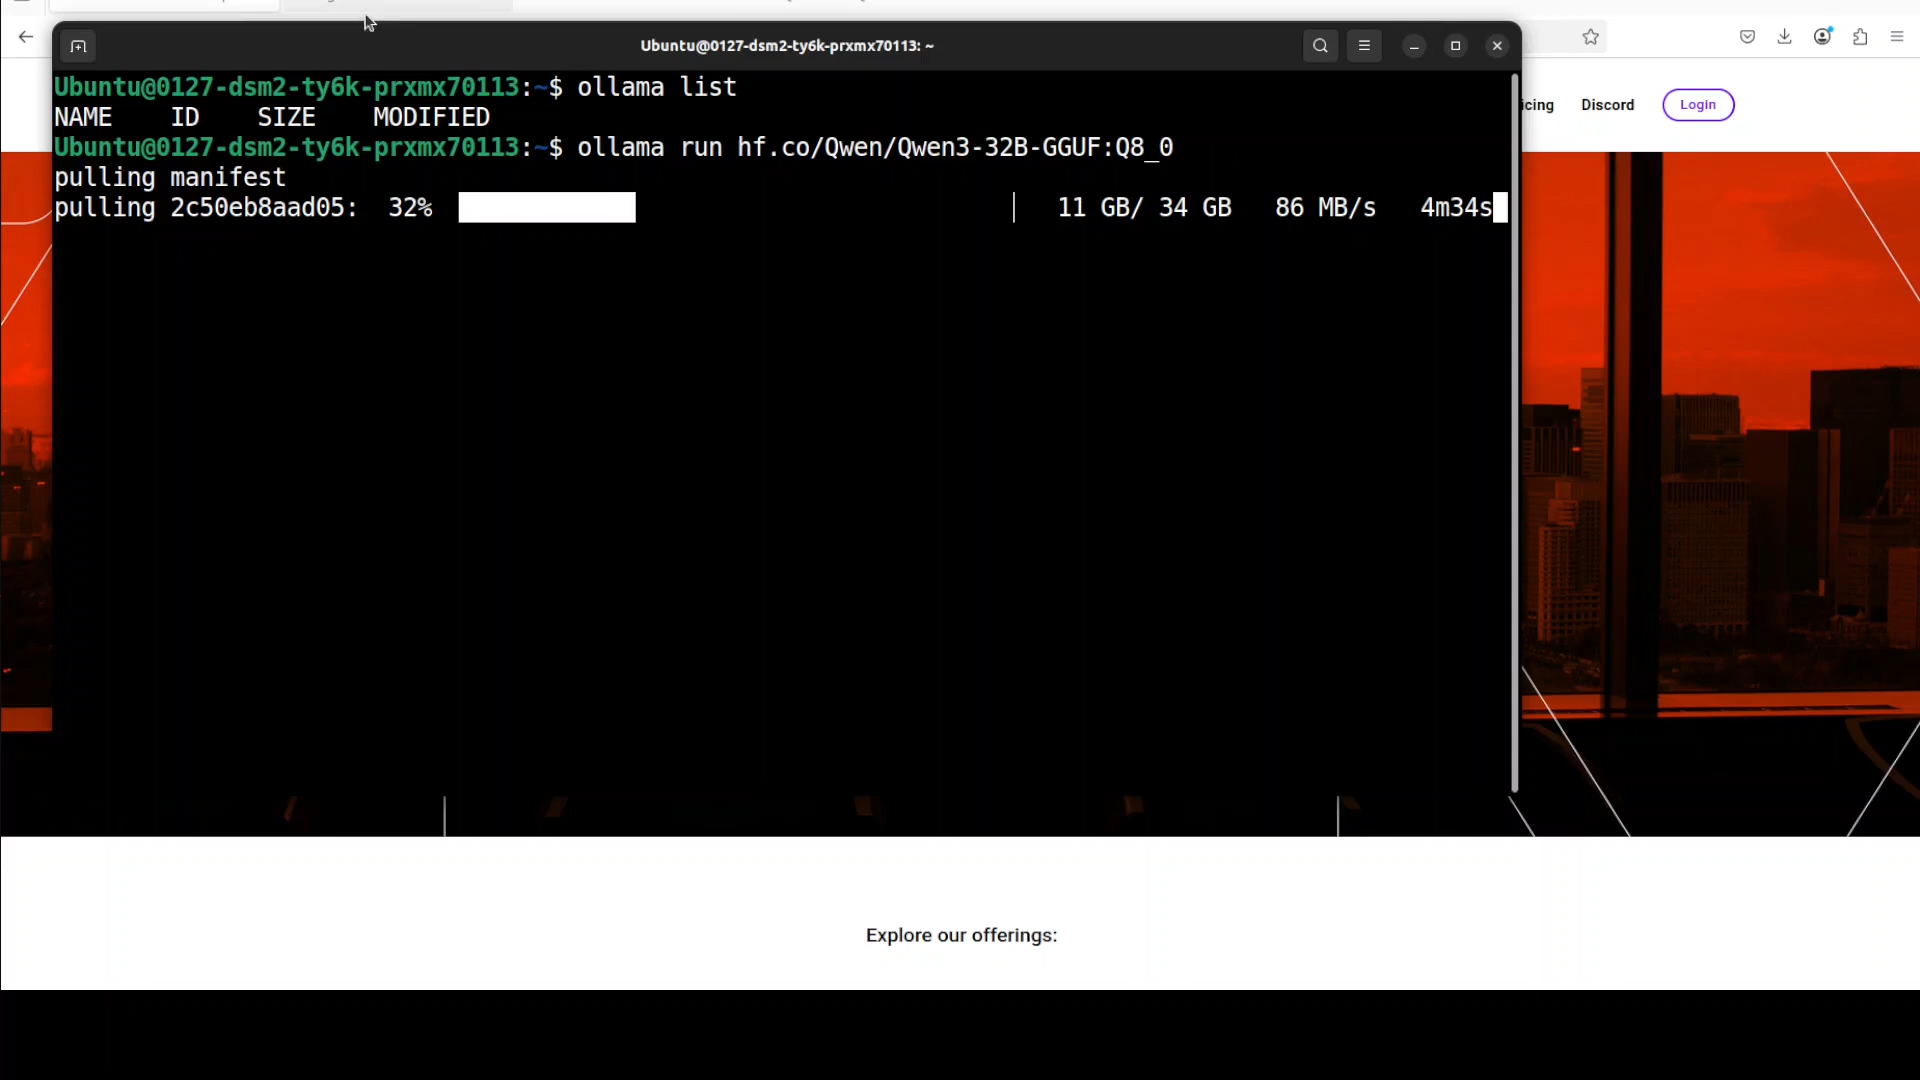 Ubuntu@0127-dsm2-ty6k-prxmx70113: ~
Ubuntu@0127-dsm2-ty6k-prxmx70113:~$ ollama list
NAME    ID    SIZE    MODIFIED
Ubuntu@0127-dsm2-ty6k-prxmx70113:~$ ollama run hf.co/Qwen/Qwen3-32B-GGUF:Q8_0
pulling manifest
pulling 2c50eb8aad05:  32%    11 GB/ 34 GB   86 MB/s   4m34s
icing Discord Login
Explore our offerings: